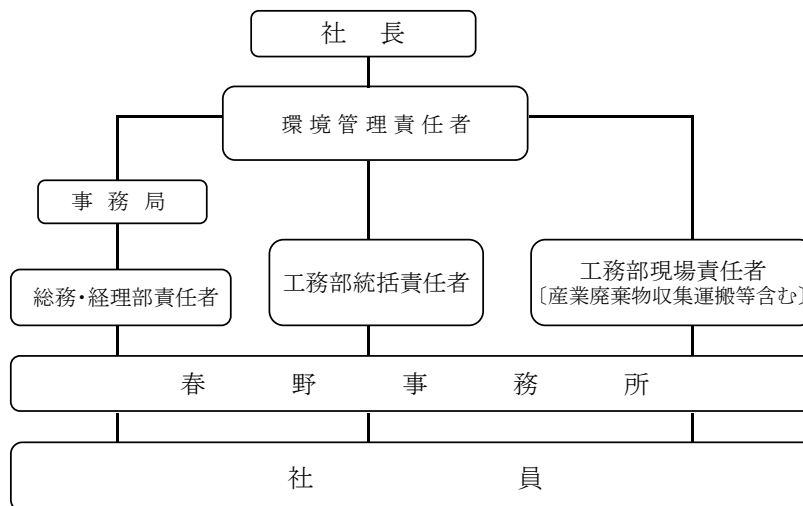 社長
環境管理責任者
事務局
総務・経理部責任者
工務部統括責任者
工務部現場責任者
〔産業廃棄物収集運搬等含む〕
春野事務所
社員